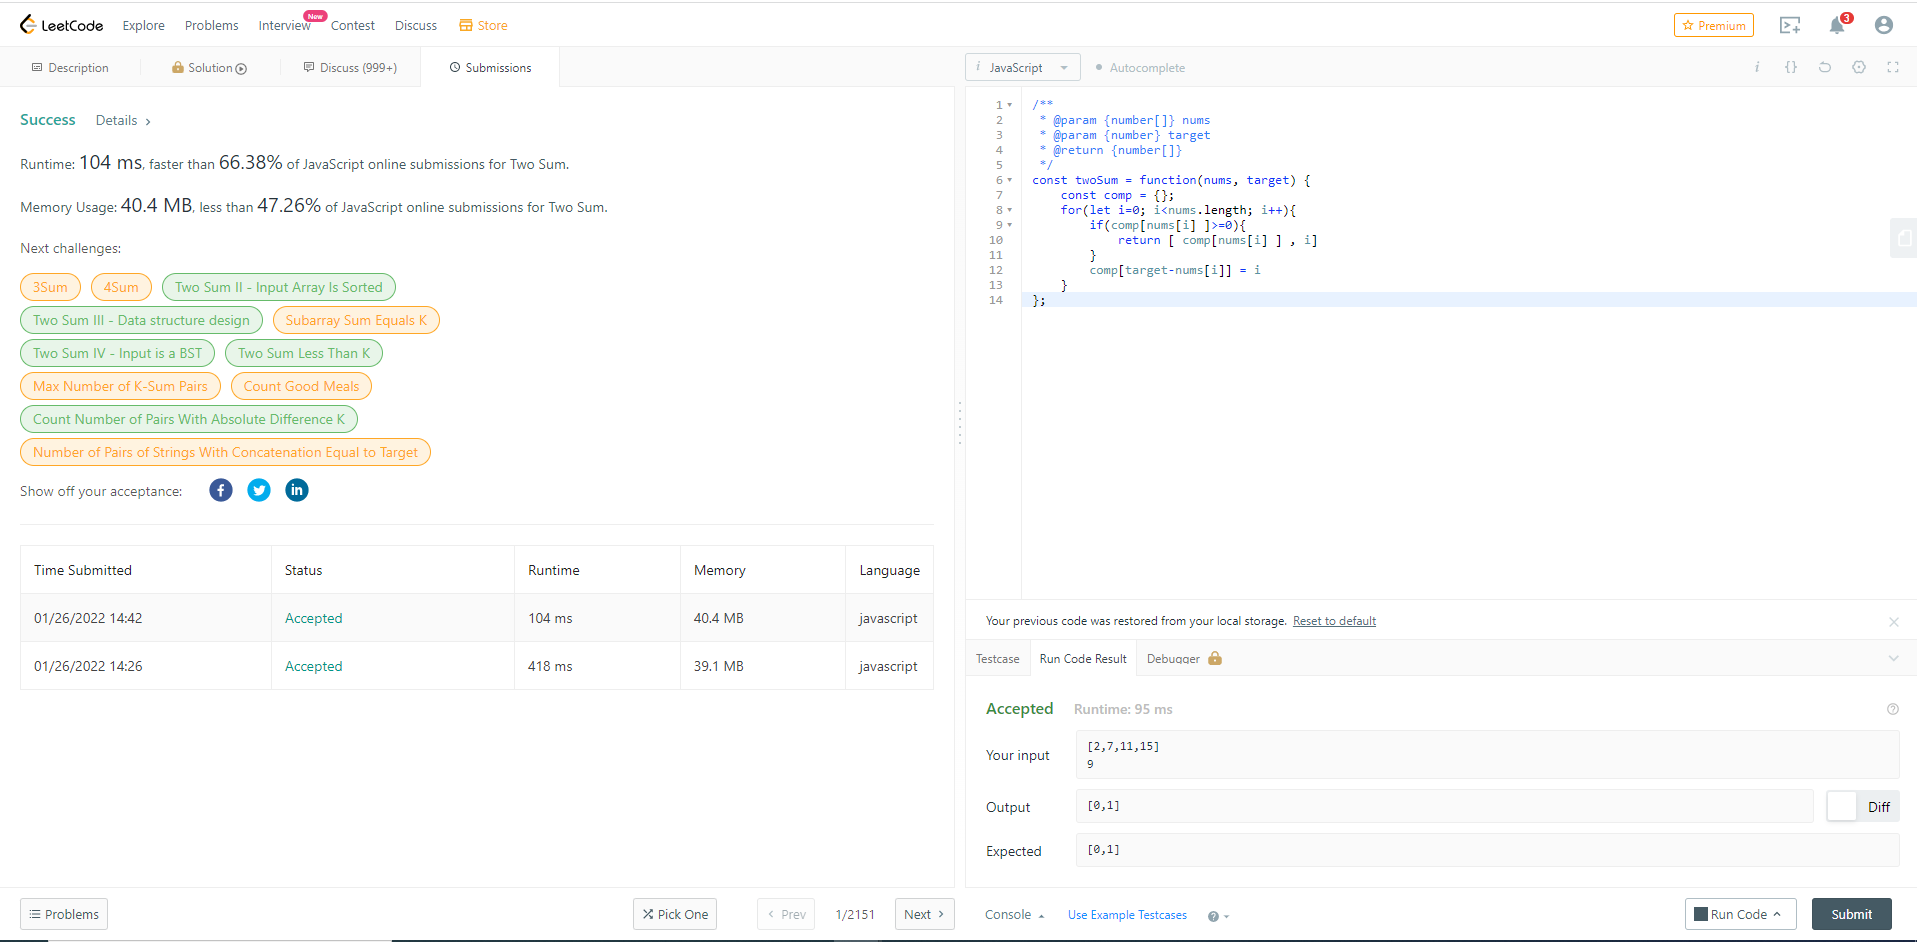 LeetCode Explore Problems Interview New Contest Discuss Store Premium 3
Description Solution Discuss (999+) Submissions
Success Details >
Runtime: 104 ms, faster than 66.38% of JavaScript online submissions for Two Sum.
Memory Usage: 40.4 MB, less than 47.26% of JavaScript online submissions for Two Sum.
Next challenges:
3Sum 4Sum Two Sum II - Input Array Is Sorted
Two Sum III - Data structure design Subarray Sum Equals K
Two Sum IV - Input is a BST Two Sum Less Than K
Max Number of K-Sum Pairs Count Good Meals
Count Number of Pairs With Absolute Difference K
Number of Pairs of Strings With Concatenation Equal to Target
Show off your acceptance: f in
Time Submitted Status Runtime Memory Language
01/26/2022 14:42 Accepted 104 ms 40.4 MB javascript
01/26/2022 14:26 Accepted 418 ms 39.1 MB javascript
Problems Pick One < Prev 1/2151 Next >
i JavaScript Autocomplete i {}
1 /**
2 * @param {number[]} nums
3 * @param {number} target
4 * @return {number[]}
5 */
6 const twoSum = function(nums, target) {
7 const comp = {};
8 for(let i=0; i<nums.length; i++){
9 if(comp[nums[i] ]>=0){
10 return [ comp[nums[i] ] , i]
11 }
12 comp[target-nums[i]] = i
13 }
14 };
Your previous code was restored from your local storage. Reset to default
Testcase Run Code Result Debugger
Accepted Runtime: 95 ms ?
Your input
[2,7,11,15]
9
Output [0,1] Diff
Expected [0,1]
Console Use Example Testcases ? Run Code Submit